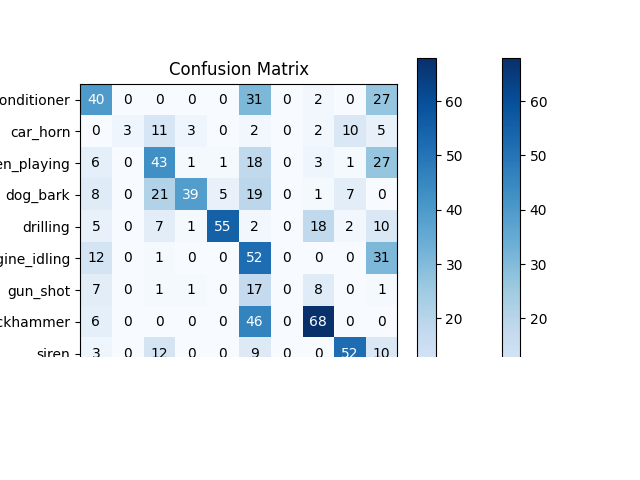 Confusion Matrix
onditioner 40 0 0 0 0 31 0 2 0 27
car_horn 0 3 11 3 0 2 0 2 10 5
en_playing 6 0 43 1 1 18 0 3 1 27
dog_bark 8 0 21 39 5 19 0 1 7 0
drilling 5 0 7 1 55 2 0 18 2 10
gine_idling 12 0 1 0 0 52 0 0 0 31
gun_shot 7 0 1 1 0 17 0 8 0 1
ckhammer 6 0 0 0 0 46 0 68 0 0
siren 3 0 12 0 0 9 0 0 52 10
60 60
50 50
40 40
30 30
20 20